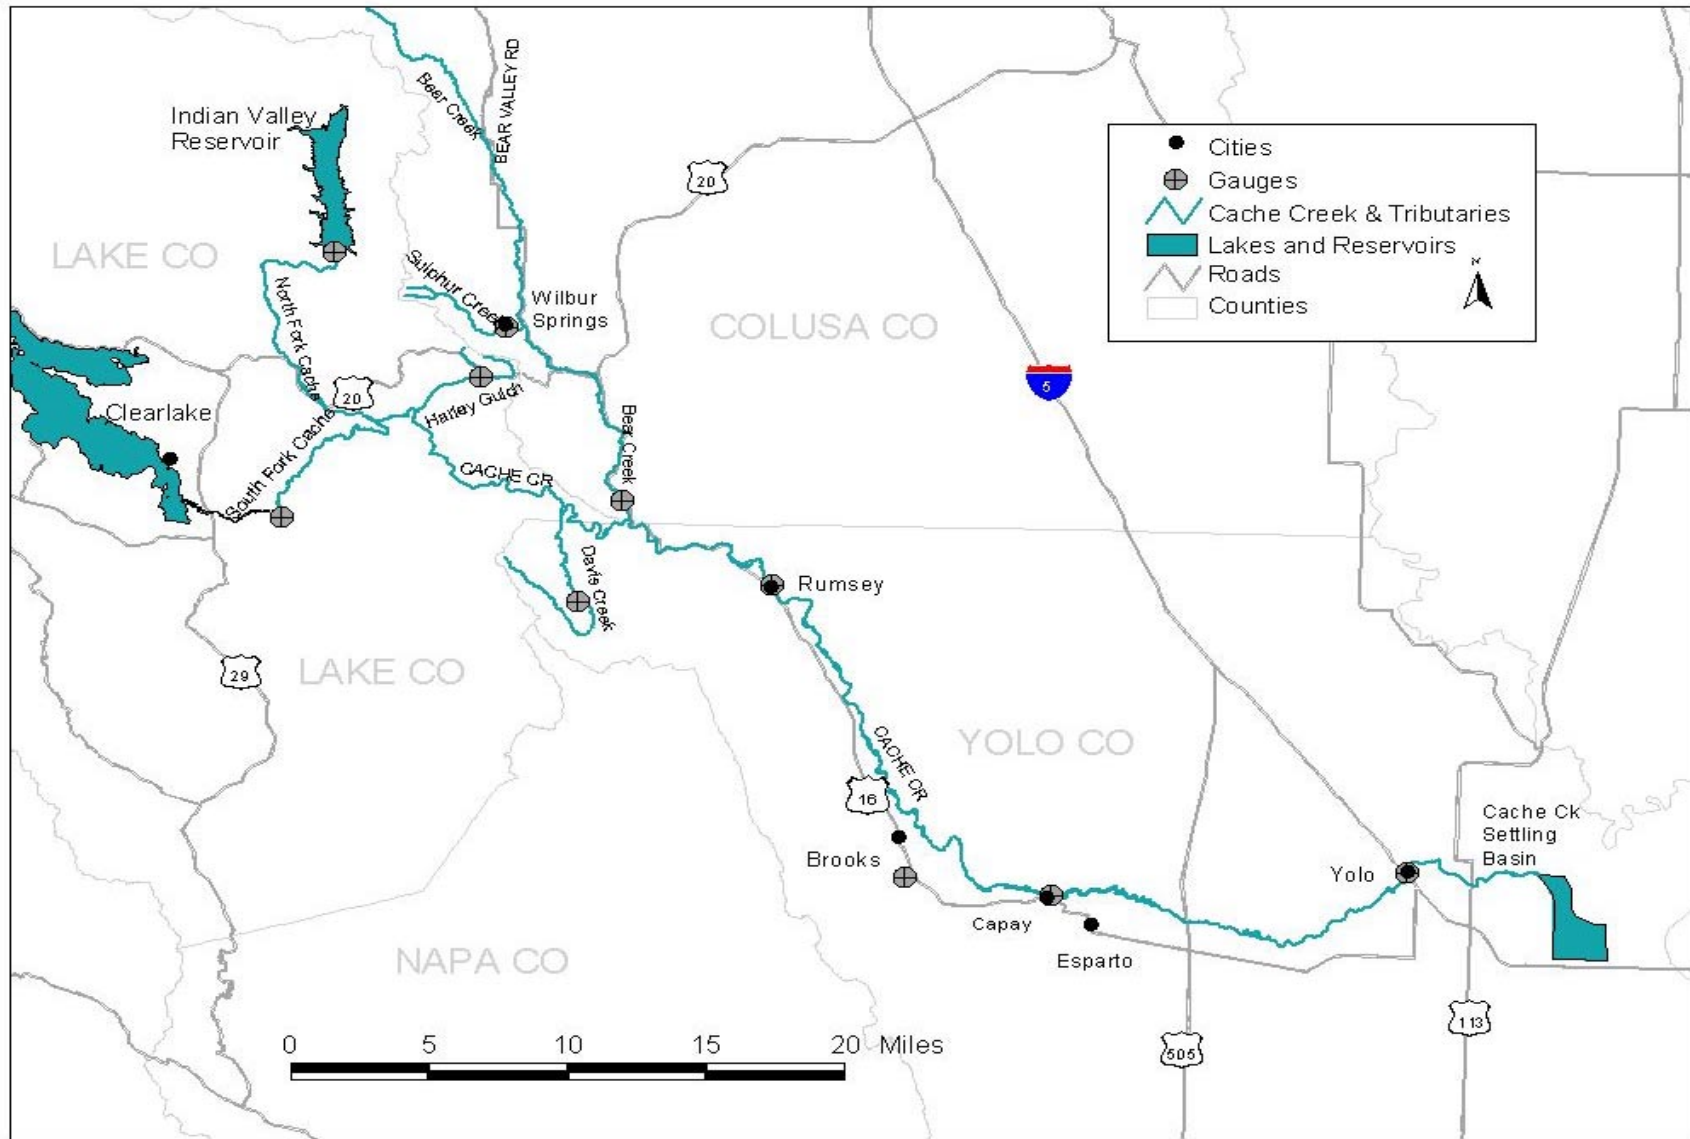 Bear Creek
BEAR VALLEY RD
Indian Valley
Reservoir
20
Cities
Gauges
Cache Creek & Tributaries
Lakes and Reservoirs
Roads
Counties
N
LAKE CO
Sulphur Creek
Wilbur
Springs
COLUSA CO
North Fork Cache
5
20
Clearlake
Harley Gulch
Bear Creek
South Fork Cache
CACHE CR
Davis Creek
Rumsey
LAKE CO
29
YOLO CO
CACHE CR
16
Cache Ck
Settling
Basin
Brooks
Yolo
Capay
Esparto
NAPA CO
113
505
0 5 10 15 20 Miles